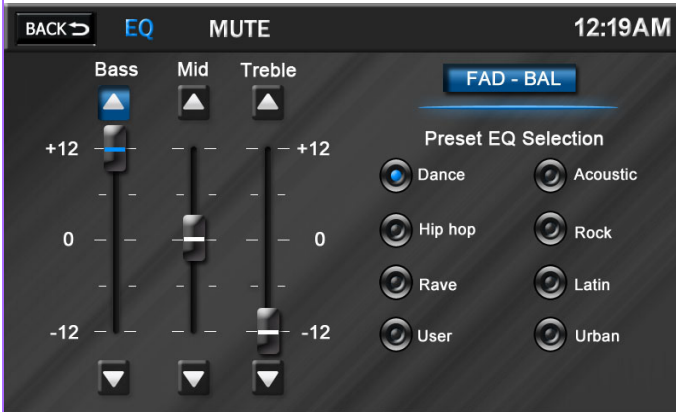 BACK EQ MUTE 12:19AM
Bass Mid Treble
FAD - BAL
Preset EQ Selection
+12 +12
Dance Acoustic
Hip hop Rock
0 0
Rave Latin
-12 -12
User Urban